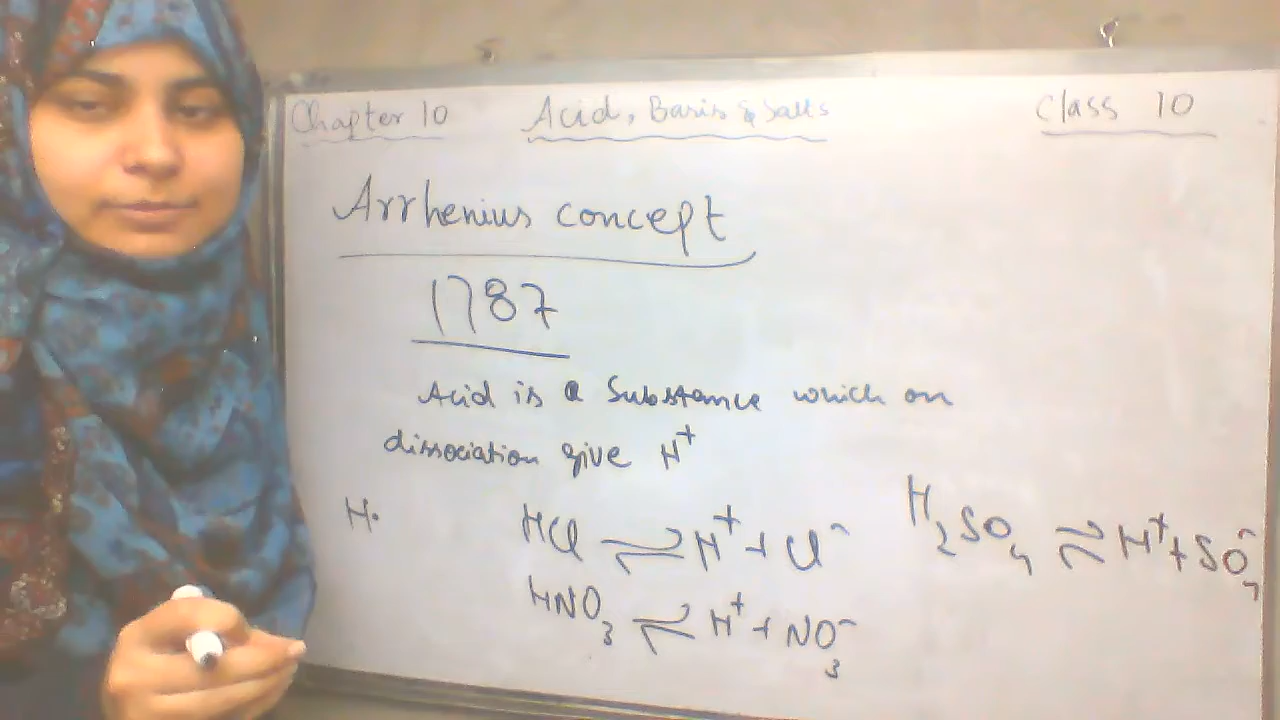 Chapter 10 Acid, Basis & Salts Class 10
Arrhenius concept
1787
Acid is a Substance which on
dissociation give H⁺
H·
HCl ⇌ H⁺ + Cl⁻
H₂SO₄ ⇌ H⁺ + SO₄⁻
HNO₃ ⇌ H⁺ + NO₃⁻